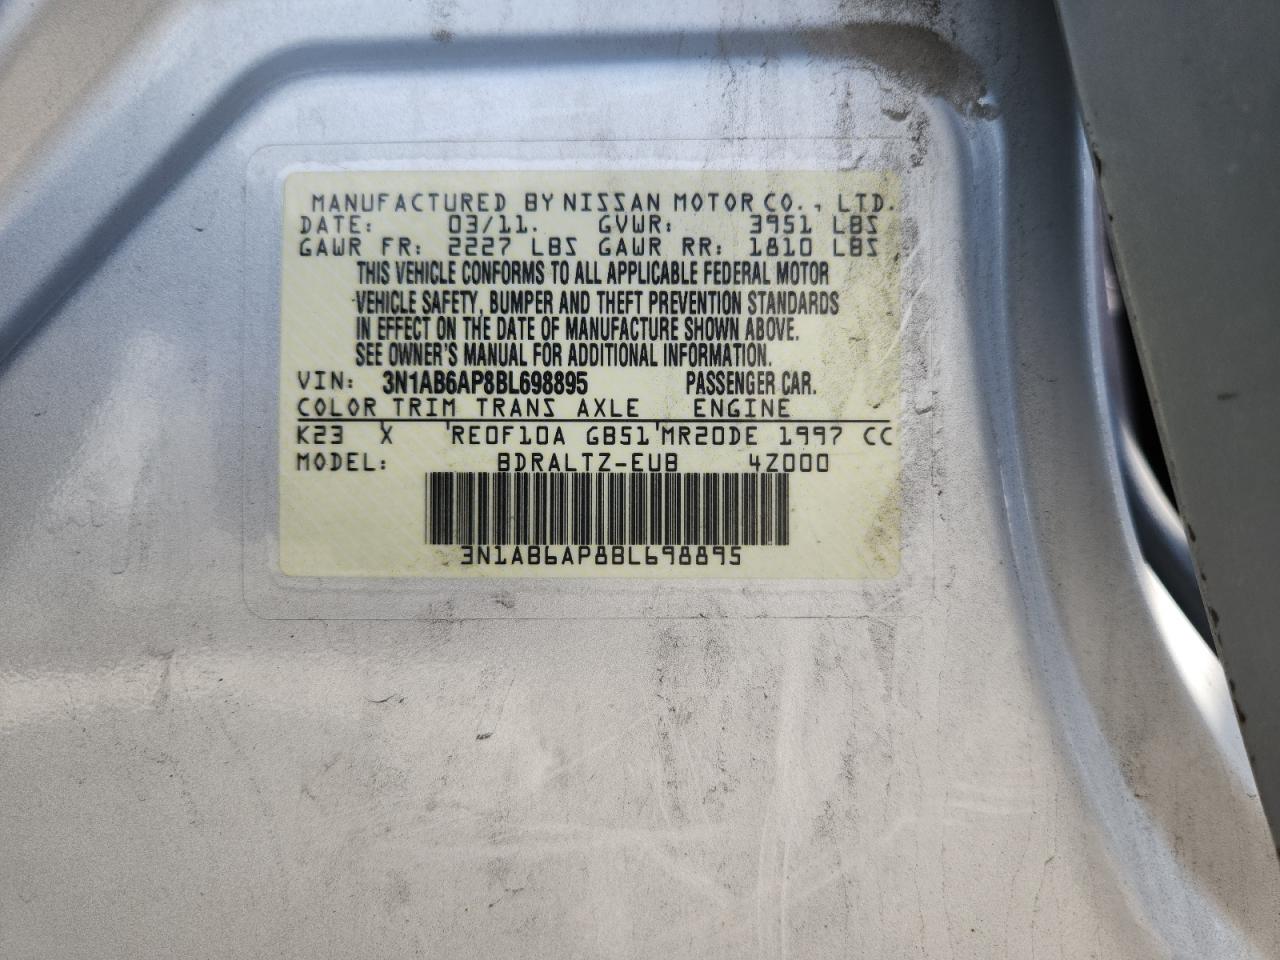 MANUFACTURED BY NISSAN MOTOR CO., LTD.
DATE: 03/11. GVWR: 3951 LBS
GAWR FR: 2227 LBS GAWR RR: 1810 LBS
THIS VEHICLE CONFORMS TO ALL APPLICABLE FEDERAL MOTOR
VEHICLE SAFETY, BUMPER AND THEFT PREVENTION STANDARDS
IN EFFECT ON THE DATE OF MANUFACTURE SHOWN ABOVE.
SEE OWNER'S MANUAL FOR ADDITIONAL INFORMATION.
VIN: 3N1AB6AP8BL698895 PASSENGER CAR.
COLOR TRIM TRANS AXLE ENGINE
K23 X 'RE0F10A GB51'MR20DE 1997 CC
MODEL: BDRALTZ-EUB 4Z000
3N1AB6AP8BL698895